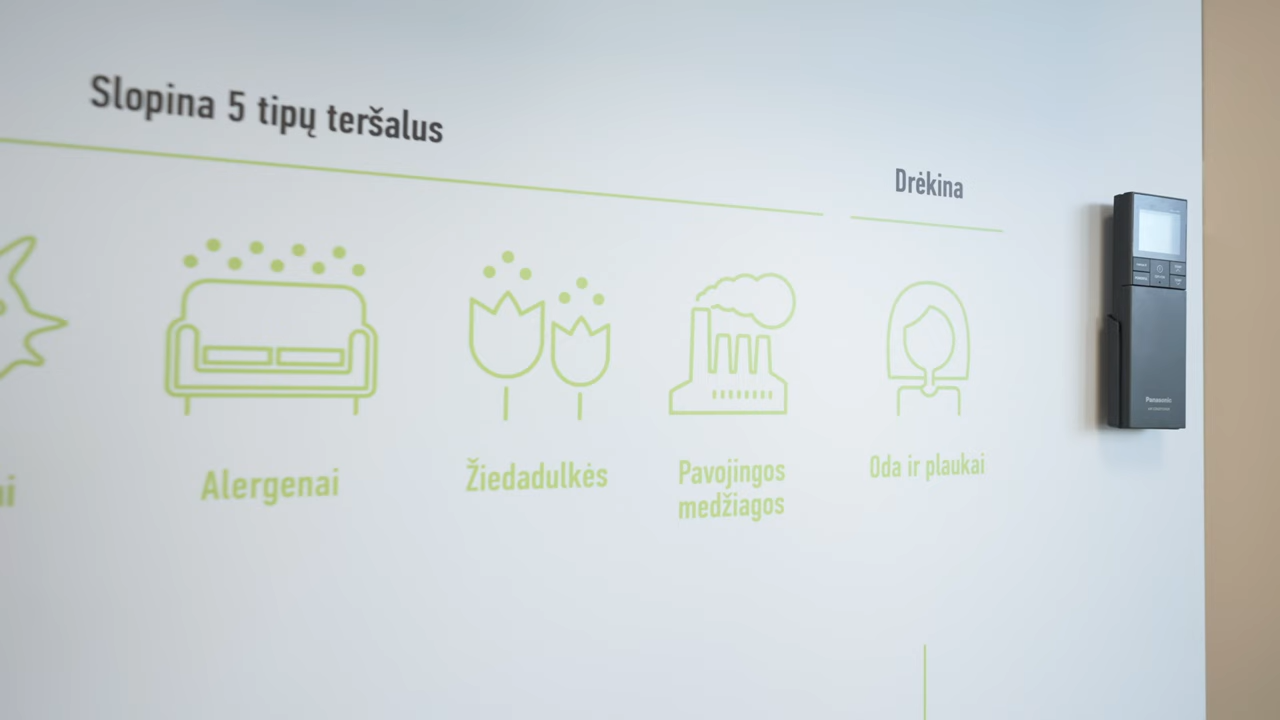 Slopina 5 tipų teršalus
Drėkina
Alergenai
Žiedadulkės
Pavojingos
medžiagos
Oda ir plaukai
Panasonic